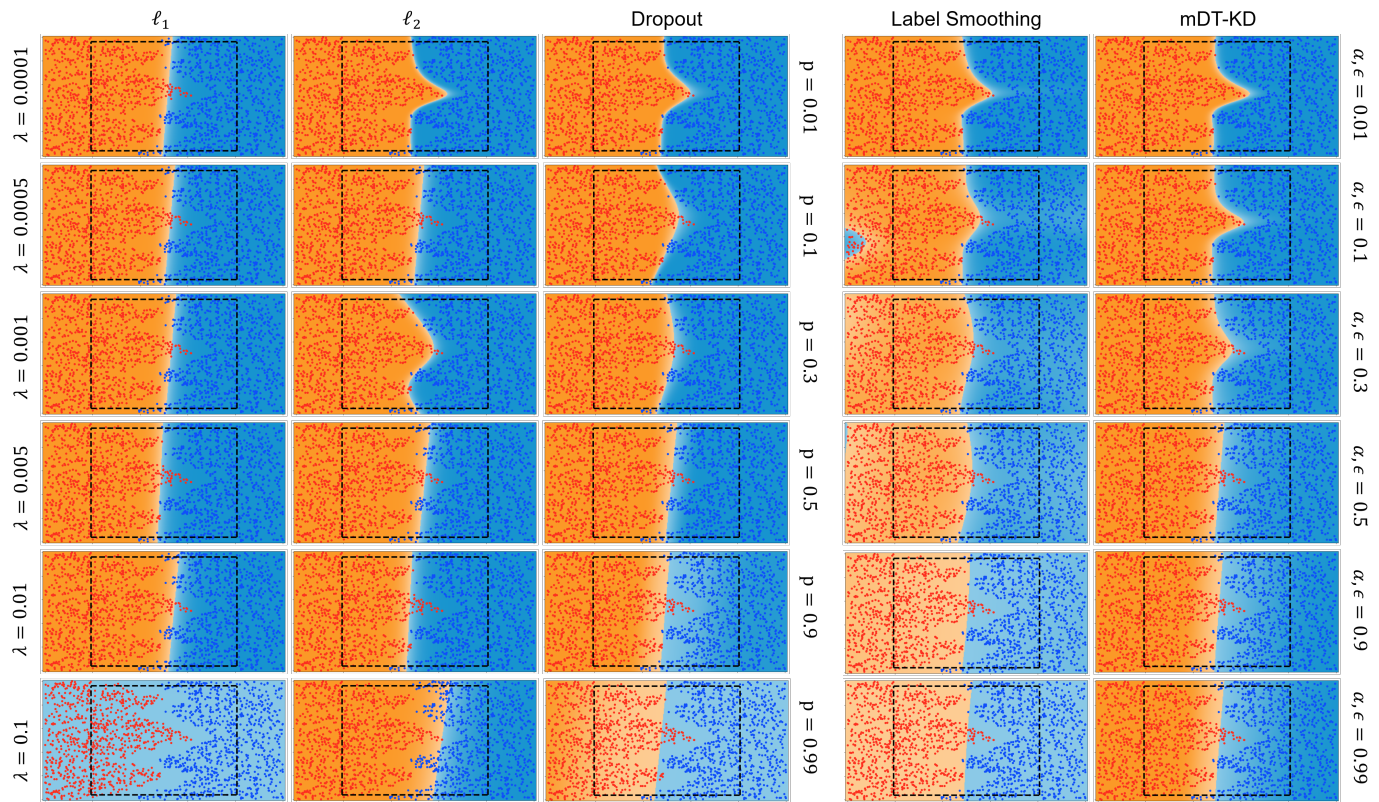 ℓ₁ ℓ₂ Dropout Label Smoothing mDT-KD
λ = 0.0001 p = 0.01 α, ϵ = 0.01
λ = 0.0005 p = 0.1 α, ϵ = 0.1
λ = 0.001 p = 0.3 α, ϵ = 0.3
λ = 0.005 p = 0.5 α, ϵ = 0.5
λ = 0.01 p = 0.9 α, ϵ = 0.9
λ = 0.1 p = 0.99 α, ϵ = 0.99